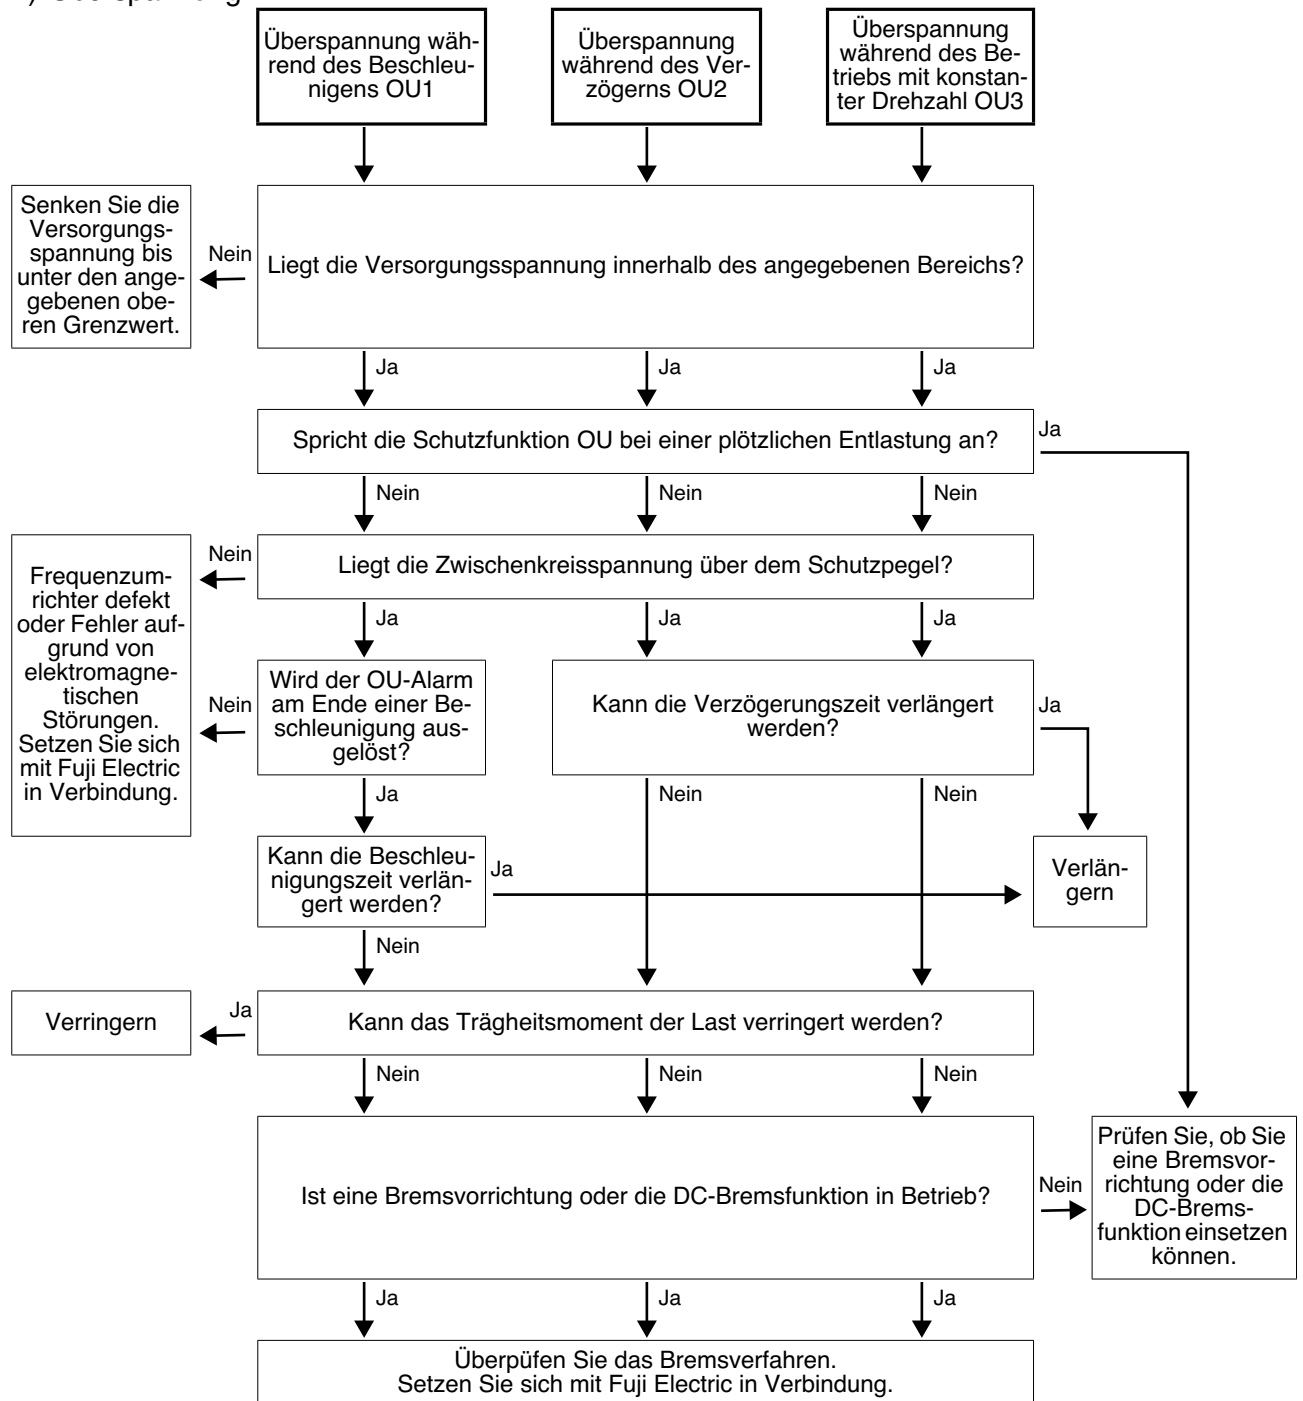 Überspannung wäh-
rend des Beschleu-
nigens OU1
Überspannung
während des Ver-
zögerns OU2
Überspannung
während des Be-
triebs mit konstan-
ter Drehzahl OU3
Senken Sie die
Versorgungs-
spannung bis
unter den ange-
gebenen obe-
ren Grenzwert.
Nein
Liegt die Versorgungsspannung innerhalb des angegebenen Bereichs?
Ja
Ja
Ja
Spricht die Schutzfunktion OU bei einer plötzlichen Entlastung an?
Ja
Nein
Nein
Nein
Frequenzum-
richter defekt
oder Fehler auf-
grund von
elektromagne-
tischen
Störungen.
Setzen Sie sich
mit Fuji Electric
in Verbindung.
Nein
Liegt die Zwischenkreisspannung über dem Schutzpegel?
Ja
Ja
Ja
Nein
Wird der OU-Alarm
am Ende einer Be-
schleunigung aus-
gelöst?
Kann die Verzögerungszeit verlängert
werden?
Ja
Ja
Nein
Nein
Kann die Beschleu-
nigungszeit verlän-
gert werden?
Ja
Verlän-
gern
Nein
Verringern
Ja
Kann das Trägheitsmoment der Last verringert werden?
Nein
Nein
Nein
Ist eine Bremsvorrichtung oder die DC-Bremsfunktion in Betrieb?
Nein
Prüfen Sie, ob Sie
eine Bremsvor-
richtung oder die
DC-Brems-
funktion einsetzen
können.
Ja
Ja
Ja
Überpüfen Sie das Bremsverfahren.
Setzen Sie sich mit Fuji Electric in Verbindung.